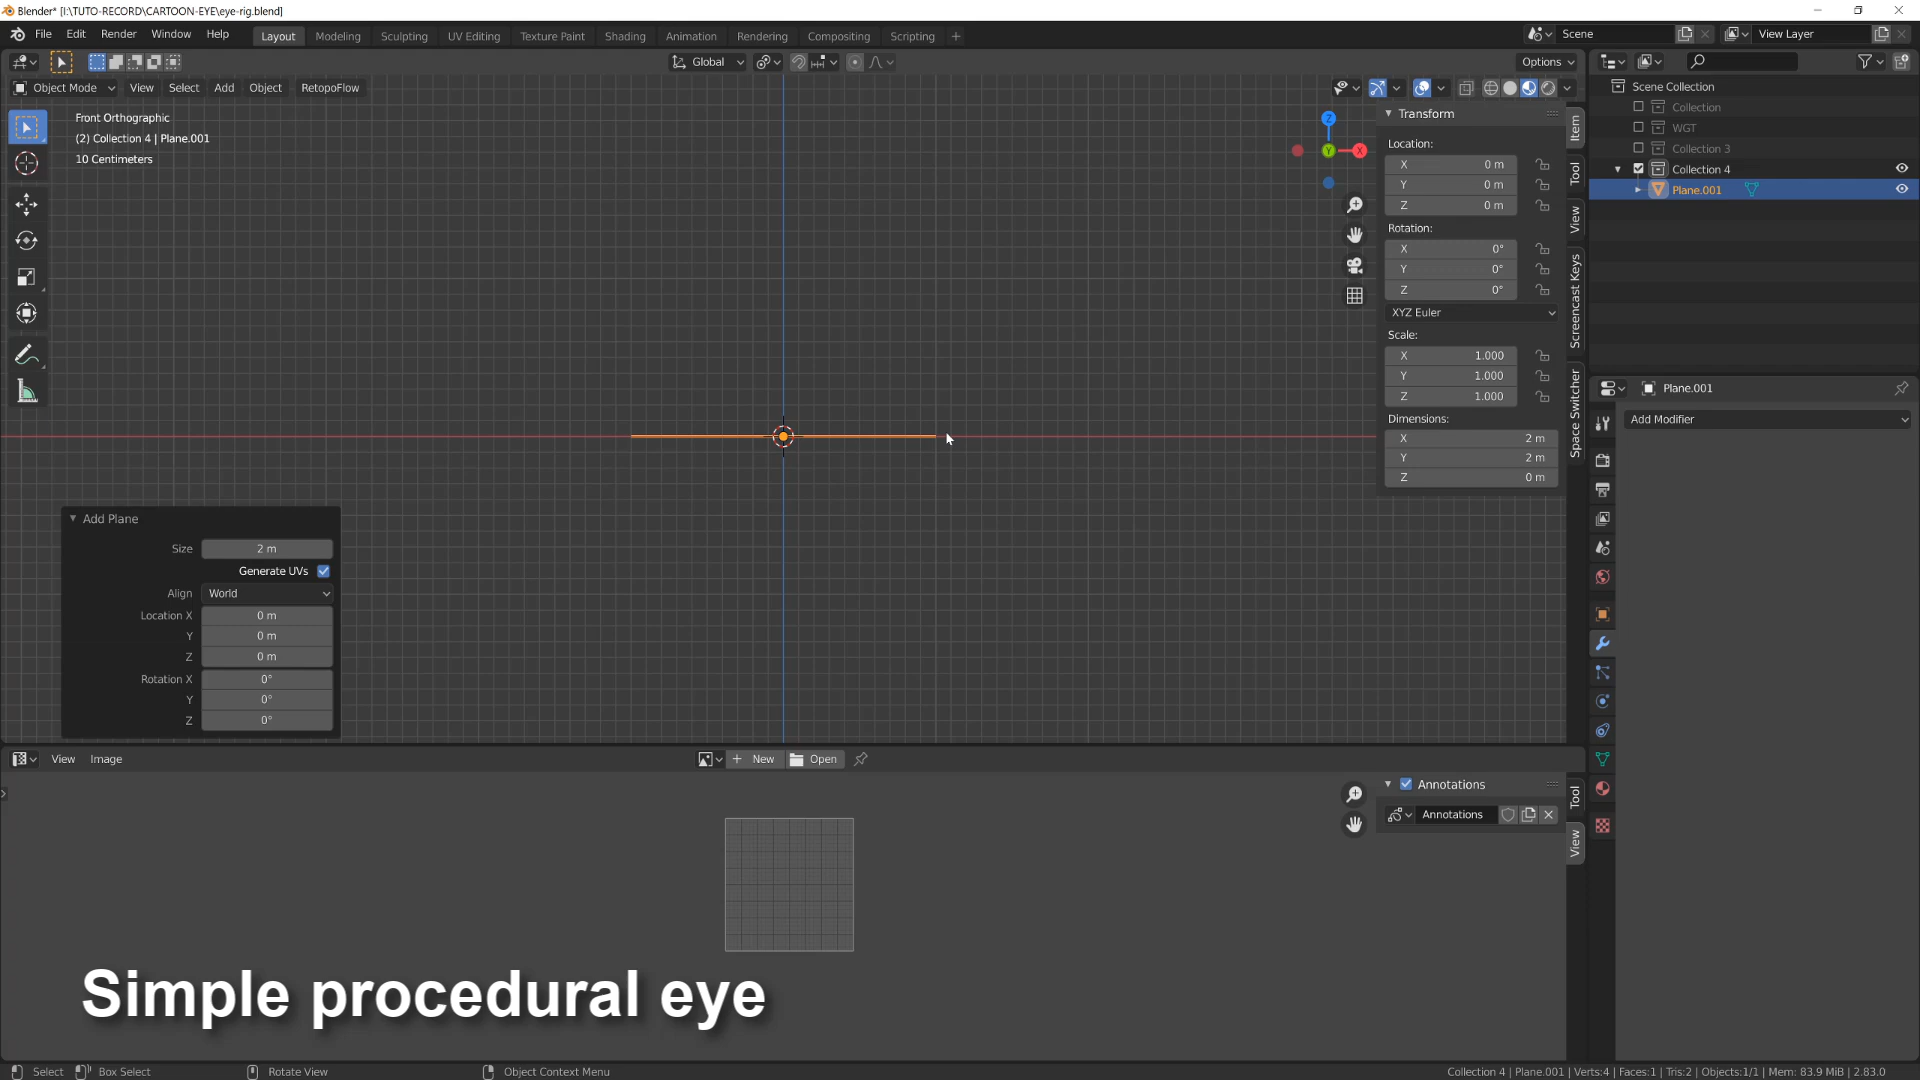 Blender* [I:\TUTO-RECORD\CARTOON-EYE\eye-rig.blend]
File Edit Render Window Help Layout Modeling Sculpting UV Editing Texture Paint Shading Animation Rendering Compositing Scripting + Scene View Layer
Global Options
Object Mode View Select Add Object RetopoFlow
Front Orthographic
(2) Collection 4 | Plane.001
10 Centimeters
Z
Y
X
Transform
Location:
X 0 m
Y 0 m
Z 0 m
Rotation:
X 0°
Y 0°
Z 0°
XYZ Euler
Scale:
X 1.000
Y 1.000
Z 1.000
Dimensions:
X 2 m
Y 2 m
Z 0 m
Item
Tool
View
Screencast Keys
Space Switcher
Scene Collection
Collection
WGT
Collection 3
Collection 4
Plane.001
Plane.001
Add Modifier
Add Plane
Size 2 m
Generate UVs
Align World
Location X 0 m
Y 0 m
Z 0 m
Rotation X 0°
Y 0°
Z 0°
View Image + New Open
Annotations
Annotations
Tool
View
Simple procedural eye
Select Box Select Rotate View Object Context Menu Collection 4 | Plane.001 | Verts:4 | Faces:1 | Tris:2 | Objects:1/1 | Mem: 83.9 MiB | 2.83.0